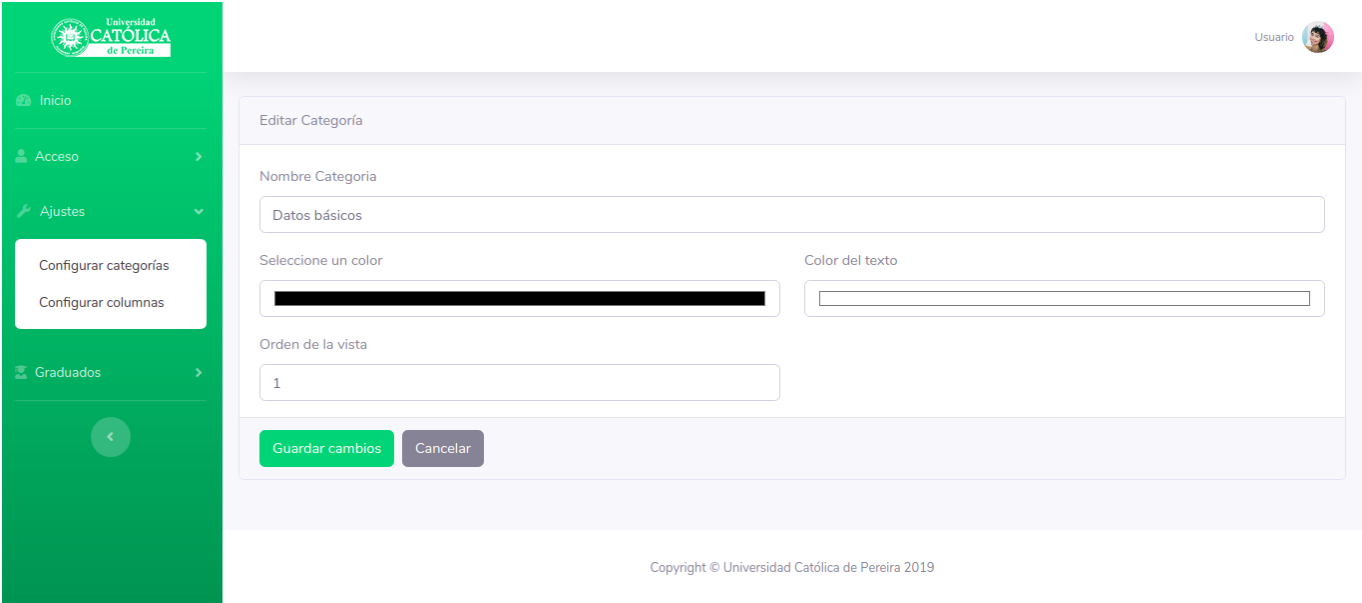 Universidad
CATÓLICA
de Pereira
Usuario
Inicio
Acceso
Ajustes
Configurar categorías
Configurar columnas
Graduados
Editar Categoría
Nombre Categoria
Datos básicos
Seleccione un color
Color del texto
Orden de la vista
1
Guardar cambios
Cancelar
Copyright © Universidad Católica de Pereira 2019